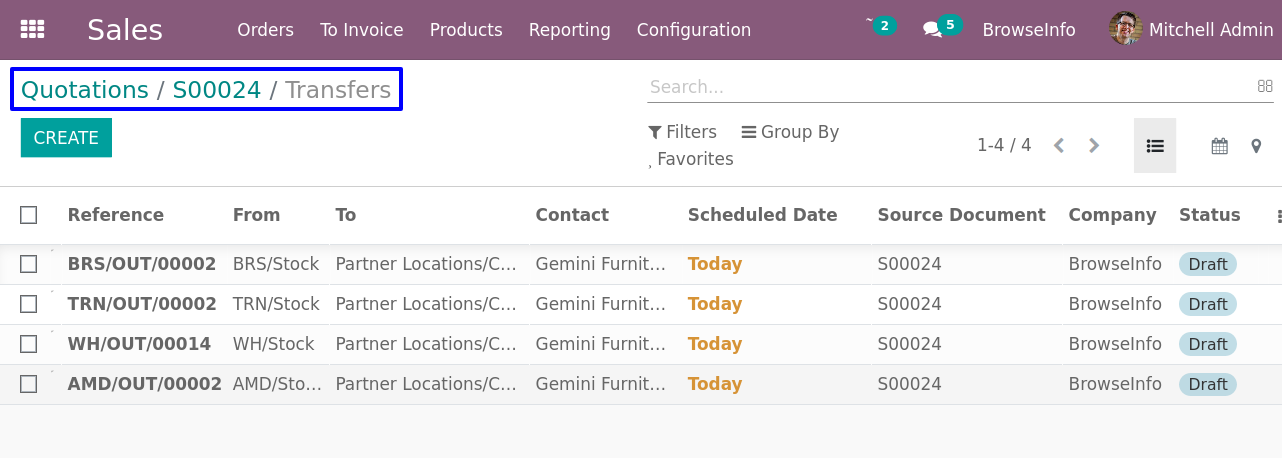 Sales Orders To Invoice Products Reporting Configuration 2 5 BrowseInfo Mitchell Admin
Quotations / S00024 / Transfers
Search...
CREATE
Filters Group By
Favorites
1-4 / 4
Reference From To Contact Scheduled Date Source Document Company Status
BRS/OUT/00002 BRS/Stock Partner Locations/C... Gemini Furnit... Today S00024 BrowseInfo Draft
TRN/OUT/00002 TRN/Stock Partner Locations/C... Gemini Furnit... Today S00024 BrowseInfo Draft
WH/OUT/00014 WH/Stock Partner Locations/C... Gemini Furnit... Today S00024 BrowseInfo Draft
AMD/OUT/00002 AMD/Sto... Partner Locations/C... Gemini Furnit... Today S00024 BrowseInfo Draft